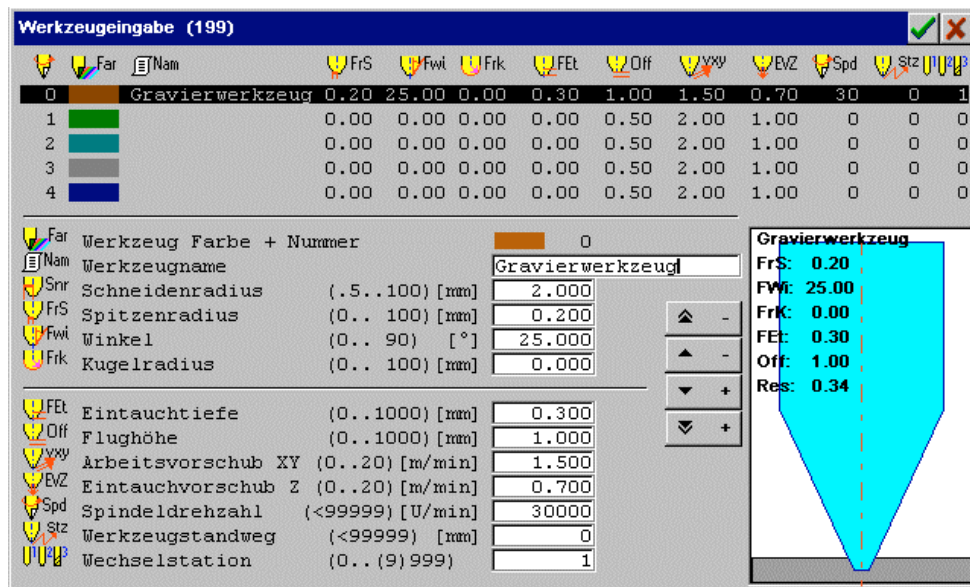 Werkzeugeingabe (199)
Far Nam FrS Fwi Frk FEt Off VXY EVZ Spd Stz 1 2 3
0 Gravierwerkzeug 0.20 25.00 0.00 0.30 1.00 1.50 0.70 30 0 1
1 0.00 0.00 0.00 0.00 0.50 2.00 1.00 0 0 0
2 0.00 0.00 0.00 0.00 0.50 2.00 1.00 0 0 0
3 0.00 0.00 0.00 0.00 0.50 2.00 1.00 0 0 0
4 0.00 0.00 0.00 0.00 0.50 2.00 1.00 0 0 0
Far Werkzeug Farbe + Nummer 0
Nam Werkzeugname Gravierwerkzeug
Snr Schneidenradius (.5..100) [mm] 2.000
FrS Spitzenradius (0.. 100) [mm] 0.200
Fwi Winkel (0.. 90) [°] 25.000
Frk Kugelradius (0.. 100) [mm] 0.000
FEt Eintauchtiefe (0..1000) [mm] 0.300
Off Flughöhe (0..1000) [mm] 1.000
VXY Arbeitsvorschub XY (0..20) [m/min] 1.500
EVZ Eintauchvorschub Z (0..20) [m/min] 0.700
Spd Spindeldrehzahl (<99999) [U/min] 30000
Stz Werkzeugstandweg (<99999) [mm] 0
1 2 3 Wechselstation (0..(9)999) 1
-
-
+
+
Gravierwerkzeug
FrS: 0.20
FWi: 25.00
FrK: 0.00
FEt: 0.30
Off: 1.00
Res: 0.34